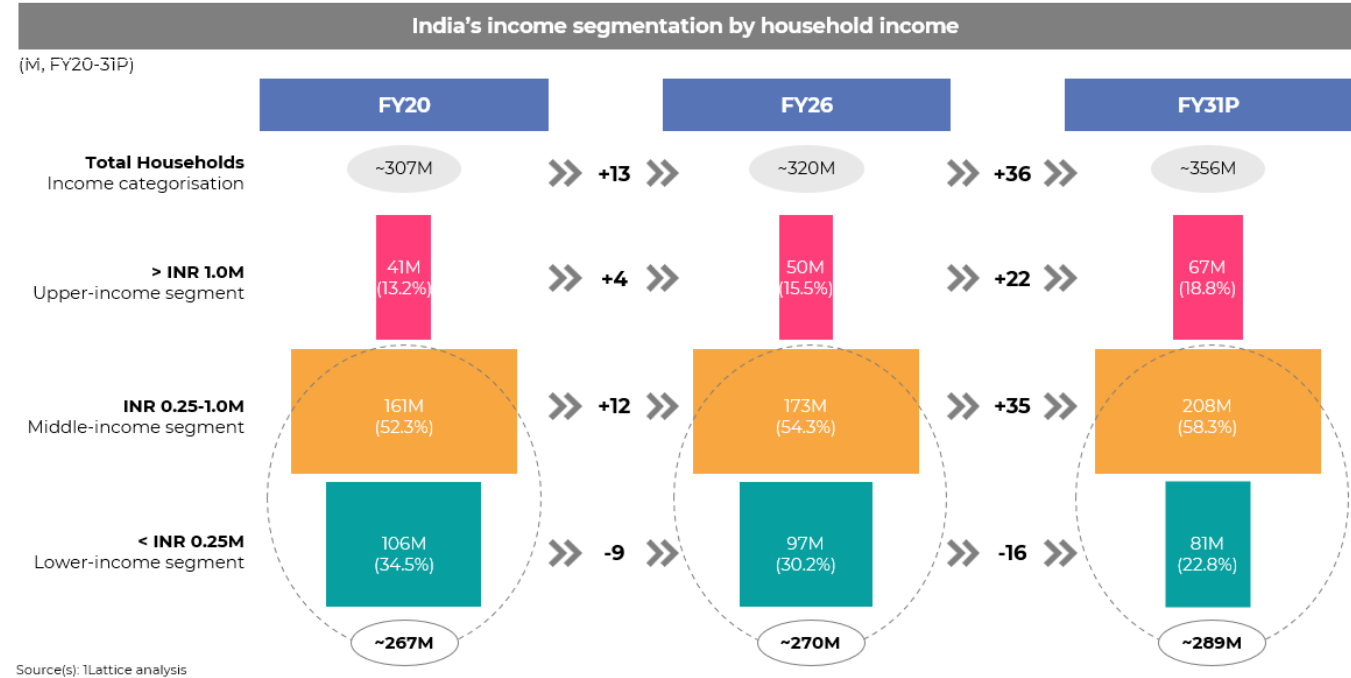 India's income segmentation by household income
(M, FY20-31P)
FY20
FY26
FY31P
Total Households
Income categorisation
~307M
+13
~320M
+36
~356M
> INR 1.0M
Upper-income segment
41M
(13.2%)
+4
50M
(15.5%)
+22
67M
(18.8%)
INR 0.25-1.0M
Middle-income segment
161M
(52.3%)
+12
173M
(54.3%)
+35
208M
(58.3%)
< INR 0.25M
Lower-income segment
106M
(34.5%)
-9
97M
(30.2%)
-16
81M
(22.8%)
~267M
~270M
~289M
Source(s): 1Lattice analysis